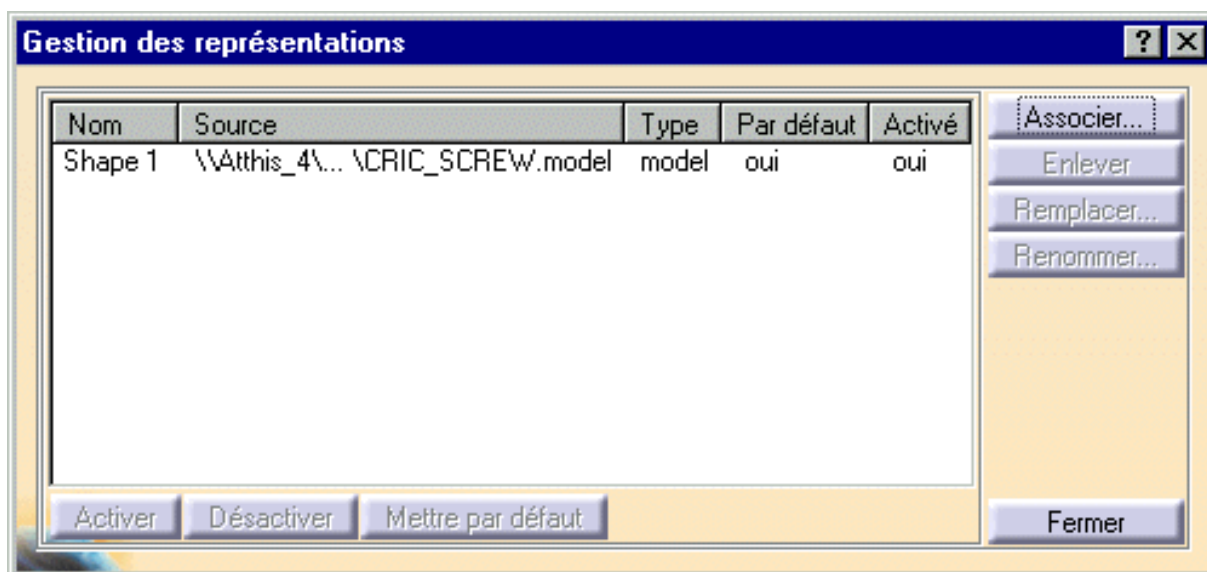 Gestion des représentations
Nom Source Type Par défaut Activé
Shape 1 \\Atthis_4\... \CRIC_SCREW.model model oui oui
Associer...
Enlever
Remplacer...
Renommer...
Activer Désactiver Mettre par défaut
Fermer